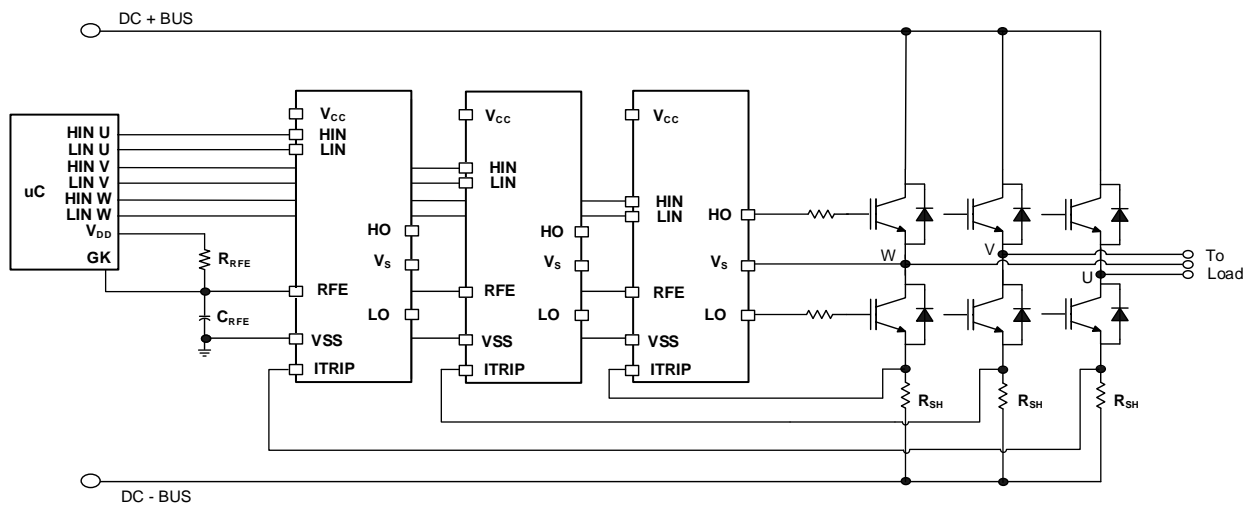 DC + BUS
uC
HIN U
LIN U
HIN V
LIN V
HIN W
LIN W
VDD
GK
RRFE
CRFE
VCC
HIN
LIN
HO
VS
RFE
LO
VSS
ITRIP
VCC
HIN
LIN
HO
VS
RFE
LO
VSS
ITRIP
VCC
HIN
LIN
HO
VS
RFE
LO
VSS
ITRIP
W
V
U
To
Load
RSH
RSH
RSH
DC - BUS